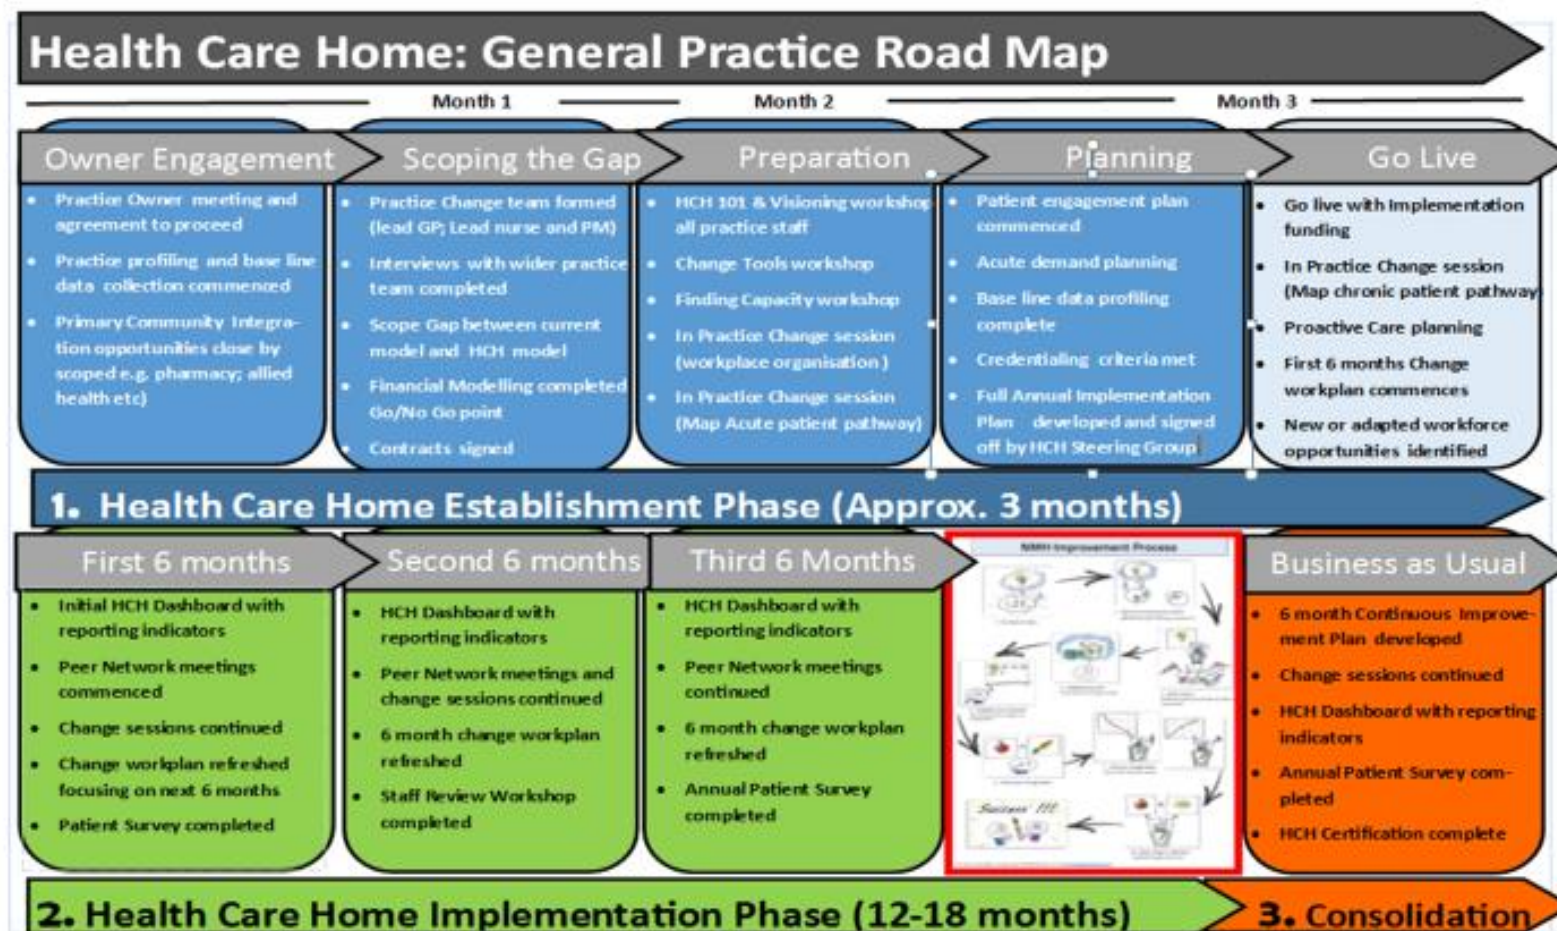 Health Care Home: General Practice Road Map
Month 1
Month 2
Month 3
Owner Engagement
• Practice Owner meeting and
agreement to proceed
• Practice profiling and base line
data collection commenced
• Primary Community Integra-
tion opportunities close by
scoped e.g. pharmacy; allied
health etc)
Scoping the Gap
• Practice Change team formed
(lead GP; Lead nurse and PM)
• Interviews with wider practice
team completed
• Scope Gap between current
model and HCH model
• Financial Modelling completed
Go/No Go point
• Contracts signed
Preparation
• HCH 101 & Visioning workshop
all practice staff
• Change Tools workshop
• Finding Capacity workshop
• In Practice Change session
(workplace organisation )
• In Practice Change session
(Map Acute patient pathway)
Planning
• Patient engagement plan
commenced
• Acute demand planning
• Base line data profiling
complete
• Credentialing criteria met
• Full Annual Implementation
Plan developed and signed
off by HCH Steering Group
Go Live
• Go live with Implementation
funding
• In Practice Change session
(Map chronic patient pathway
• Proactive Care planning
• First 6 months Change
workplan commences
• New or adapted workforce
opportunities identified
1. Health Care Home Establishment Phase (Approx. 3 months)
First 6 months
• Initial HCH Dashboard with
reporting indicators
• Peer Network meetings
commenced
• Change sessions continued
• Change workplan refreshed
focusing on next 6 months
• Patient Survey completed
Second 6 months
• HCH Dashboard with
reporting indicators
• Peer Network meetings and
change sessions continued
• 6 month change workplan
refreshed
• Staff Review Workshop
completed
Third 6 Months
• HCH Dashboard with
reporting indicators
• Peer Network meetings
continued
• 6 month change workplan
refreshed
• Annual Patient Survey
completed
NMH Improvement Process
Success !!!
Business as Usual
• 6 month Continuous Improve-
ment Plan developed
• Change sessions continued
• HCH Dashboard with reporting
indicators
• Annual Patient Survey com-
pleted
• HCH Certification complete
2. Health Care Home Implementation Phase (12-18 months)
3. Consolidation